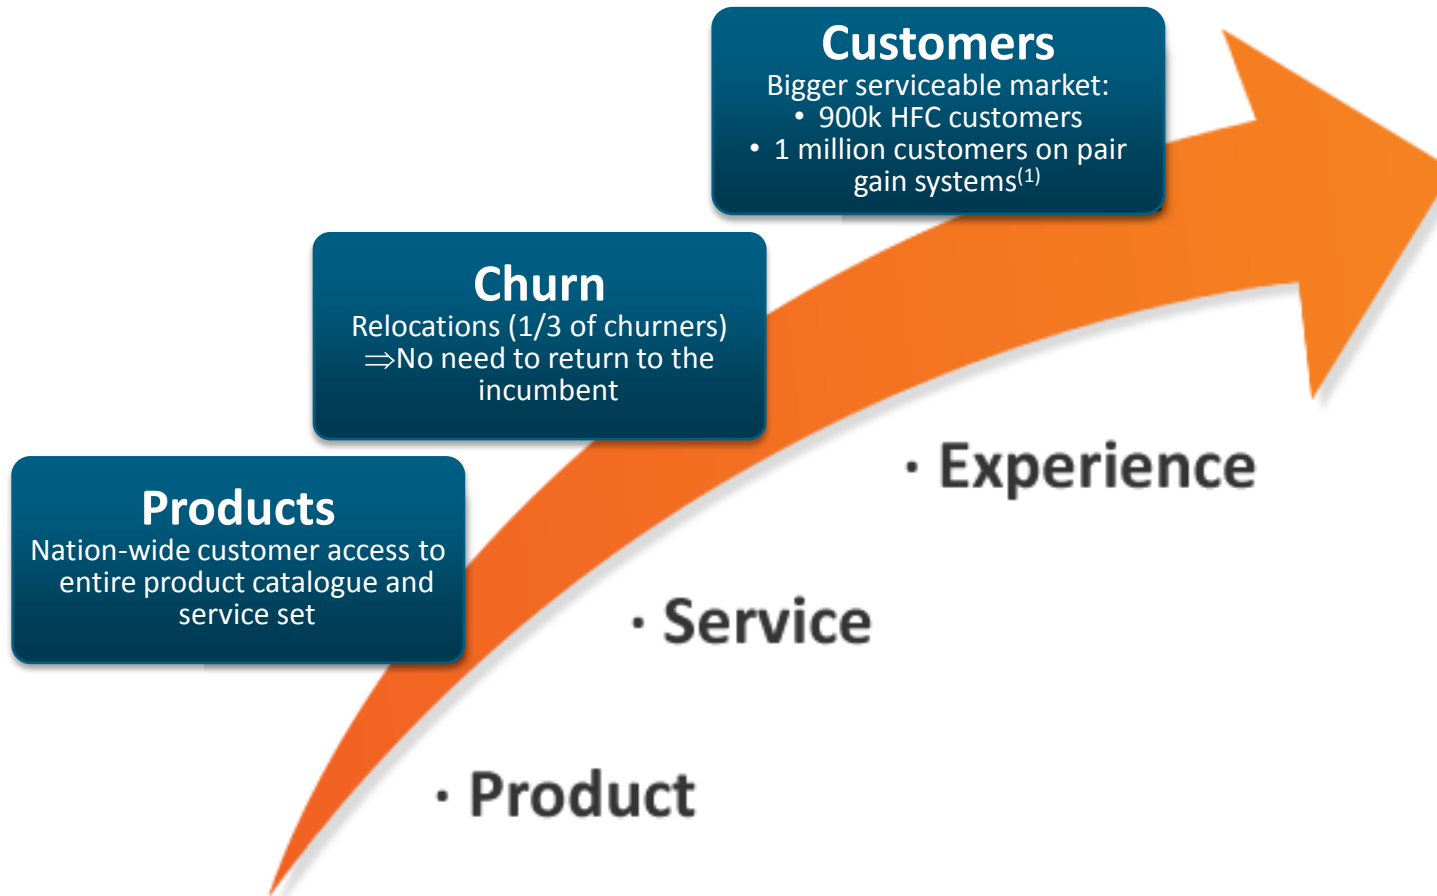 Customers
Bigger serviceable market:
• 900k HFC customers
• 1 million customers on pair
gain systems(1)
Churn
Relocations (1/3 of churners)
⇒No need to return to the
incumbent
Products
Nation-wide customer access to
entire product catalogue and
service set
· Experience
· Service
· Product